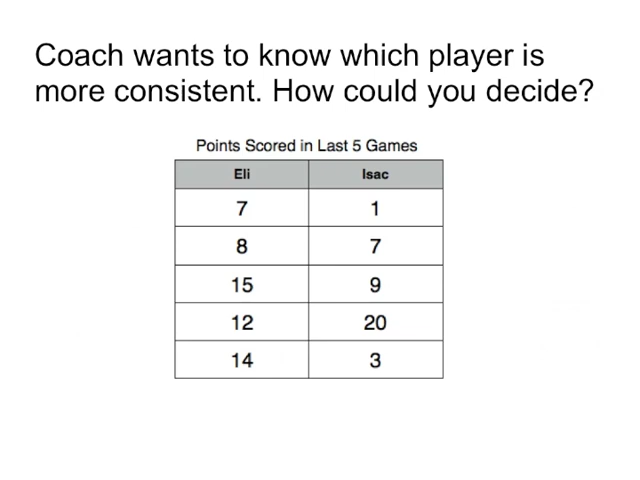 Coach wants to know which player is
more consistent. How could you decide?
Points Scored in Last 5 Games
Eli Isac
7 1
8 7
15 9
12 20
14 3